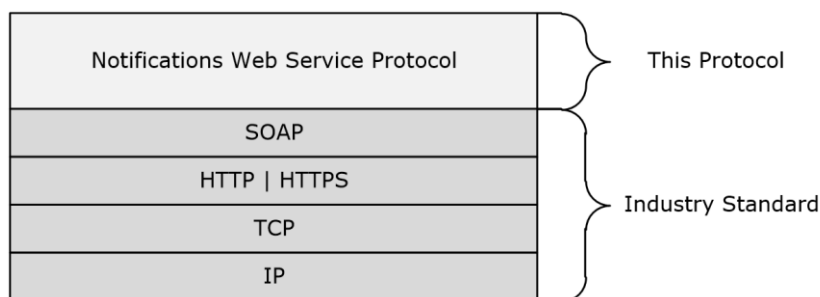 Notifications Web Service Protocol
This Protocol
SOAP
HTTP | HTTPS
TCP
IP
Industry Standard